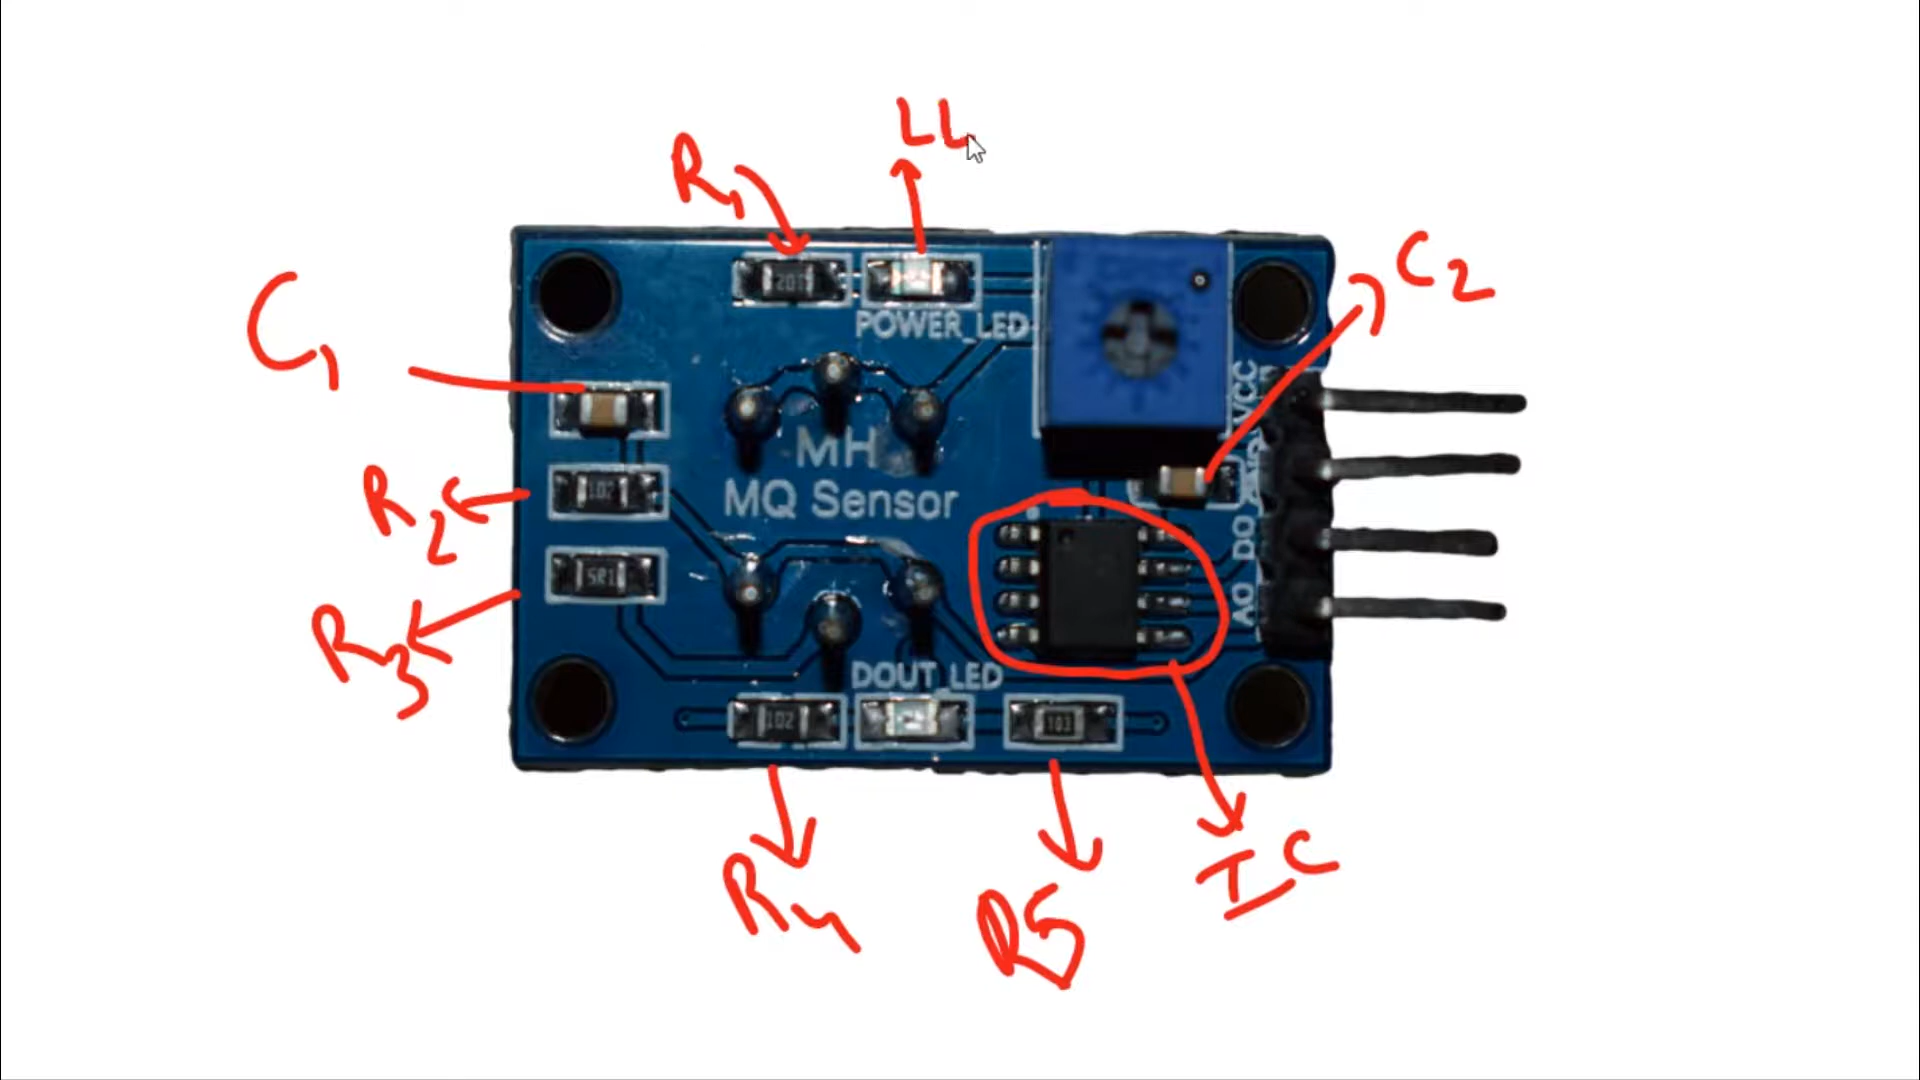 LL
R1
C2
C1
201
POWER_LED
VCC
MH
R2
102
MQ Sensor
DO
R3
5R1
AO
DOUT_LED
102
103
R4
R5
IC